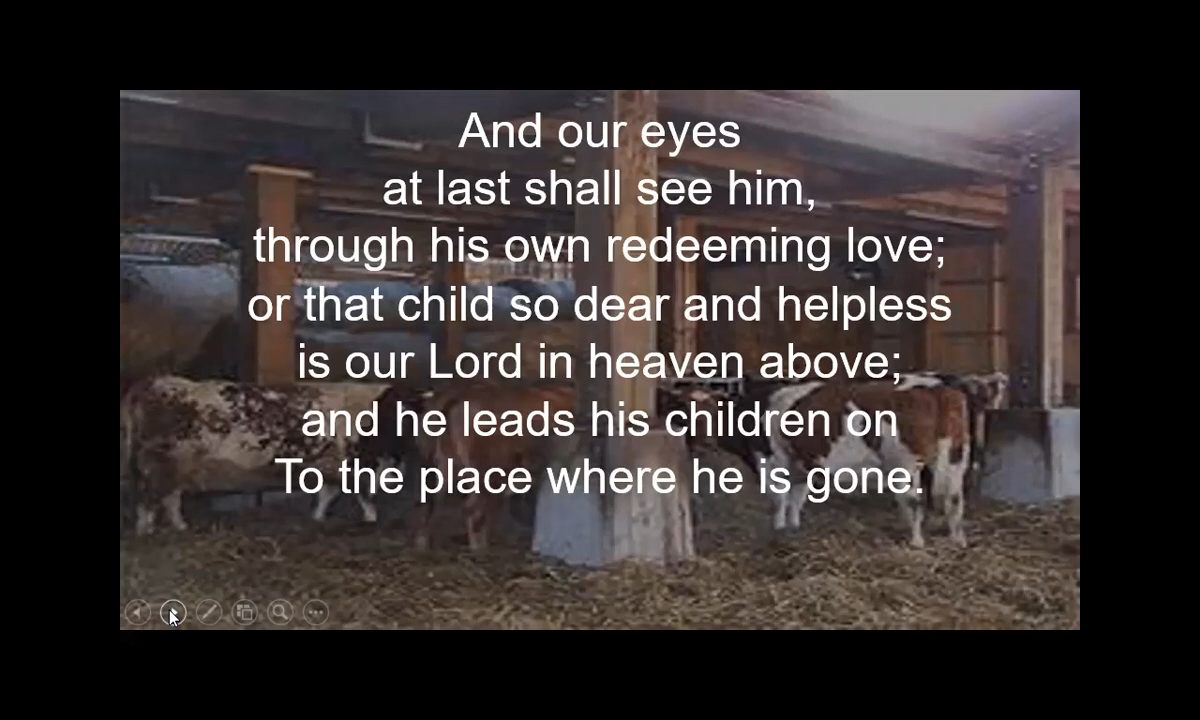 And our eyes
at last shall see him,
through his own redeeming love;
or that child so dear and helpless
is our Lord in heaven above;
and he leads his children on
To the place where he is gone.